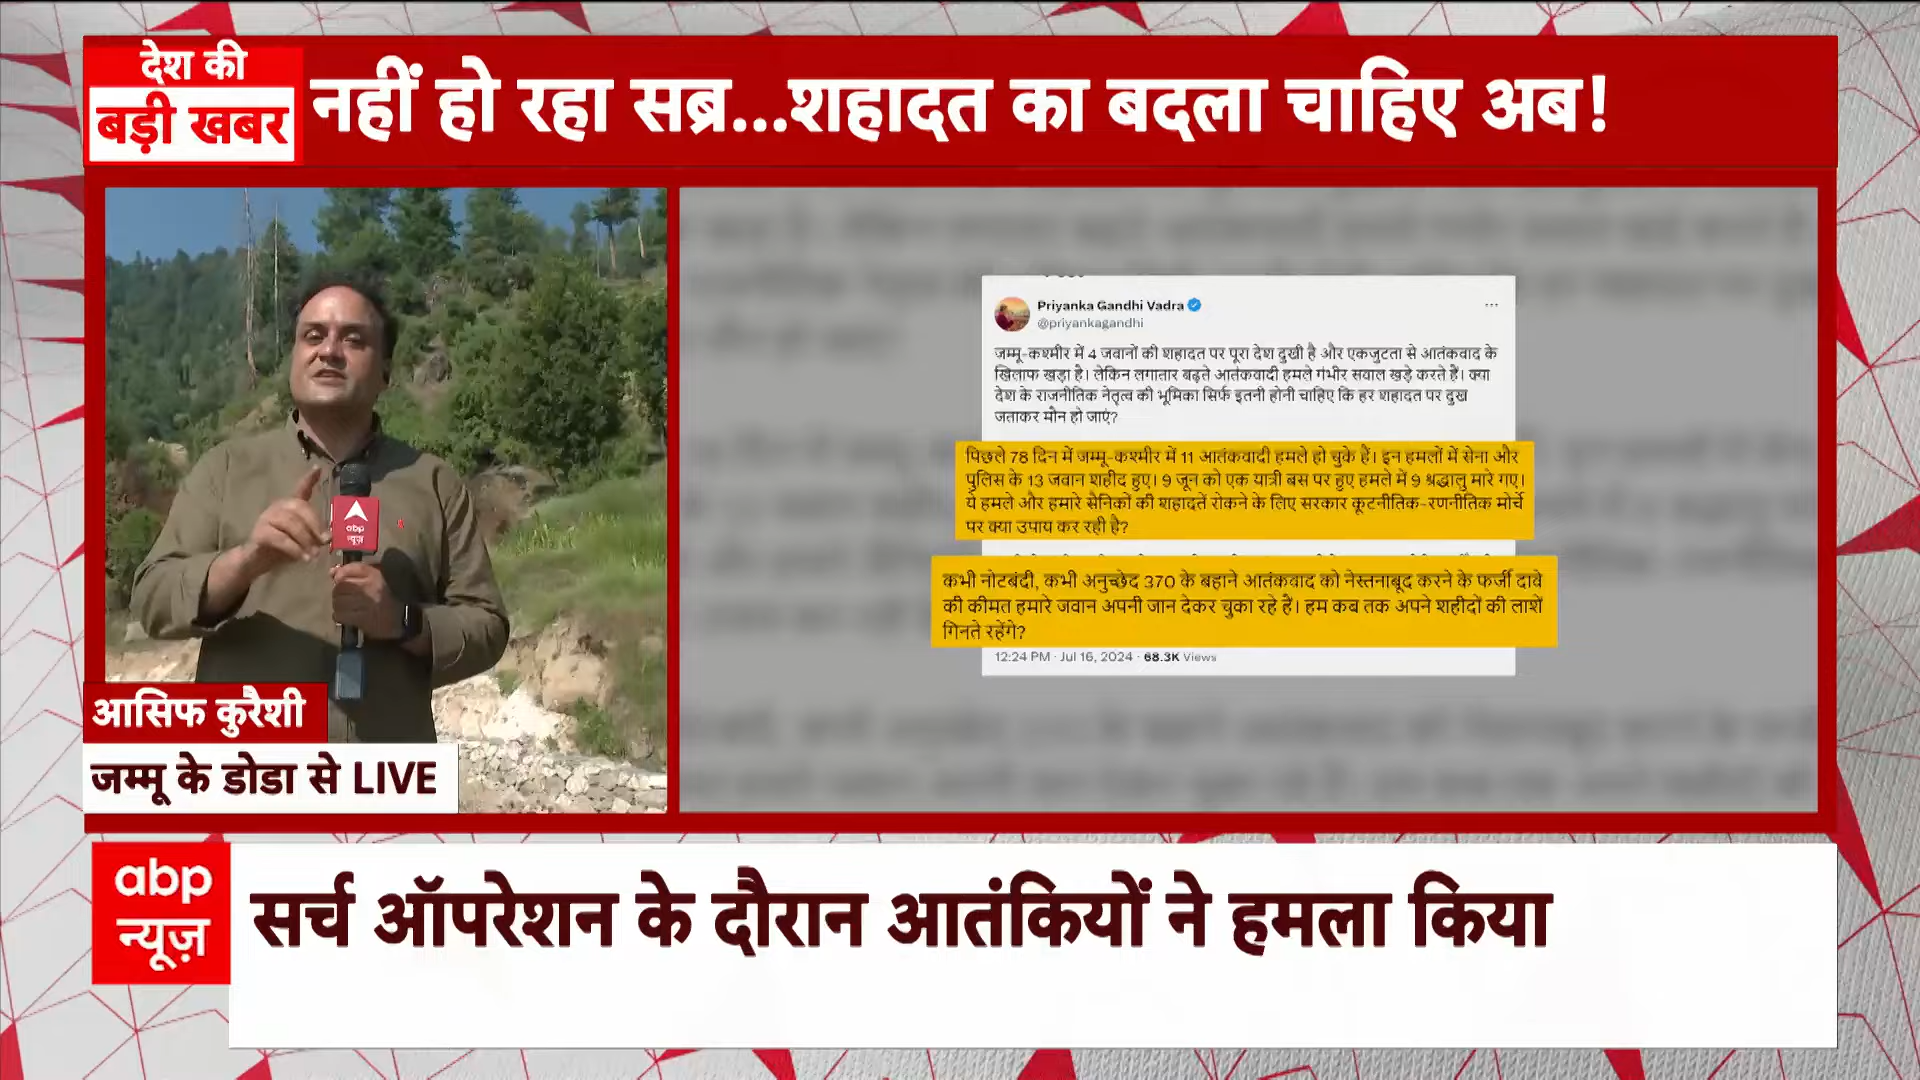 देश की
बड़ी खबर
नहीं हो रहा सब्र...शहादत का बदला चाहिए अब!
abp
न्यूज़
Priyanka Gandhi Vadra
@priyankagandhi
जम्मू-कश्मीर में 4 जवानों की शहादत पर पूरा देश दुखी है और एकजुटता से आतंकवाद के
खिलाफ खड़ा है। लेकिन लगातार बढ़ते आतंकवादी हमले गंभीर सवाल खड़े करते हैं। क्या
देश के राजनीतिक नेतृत्व की भूमिका सिर्फ इतनी होनी चाहिए कि हर शहादत पर दुख
जताकर मौन हो जाएं?
पिछले 78 दिन में जम्मू-कश्मीर में 11 आतंकवादी हमले हो चुके हैं। इन हमलों में सेना और
पुलिस के 13 जवान शहीद हुए। 9 जून को एक यात्री बस पर हुए हमले में 9 श्रद्धालु मारे गए।
ये हमले और हमारे सैनिकों की शहादतें रोकने के लिए सरकार कूटनीतिक-रणनीतिक मोर्चे
पर क्या उपाय कर रही है?
कभी नोटबंदी, कभी अनुच्छेद 370 के बहाने आतंकवाद को नेस्तनाबूद करने के फर्जी दावे
की कीमत हमारे जवान अपनी जान देकर चुका रहे हैं। हम कब तक अपने शहीदों की लाशें
गिनते रहेंगे?
12:24 PM · Jul 16, 2024 · 68.3K Views
आसिफ कुरैशी
जम्मू के डोडा से LIVE
abp
न्यूज़
सर्च ऑपरेशन के दौरान आतंकियों ने हमला किया